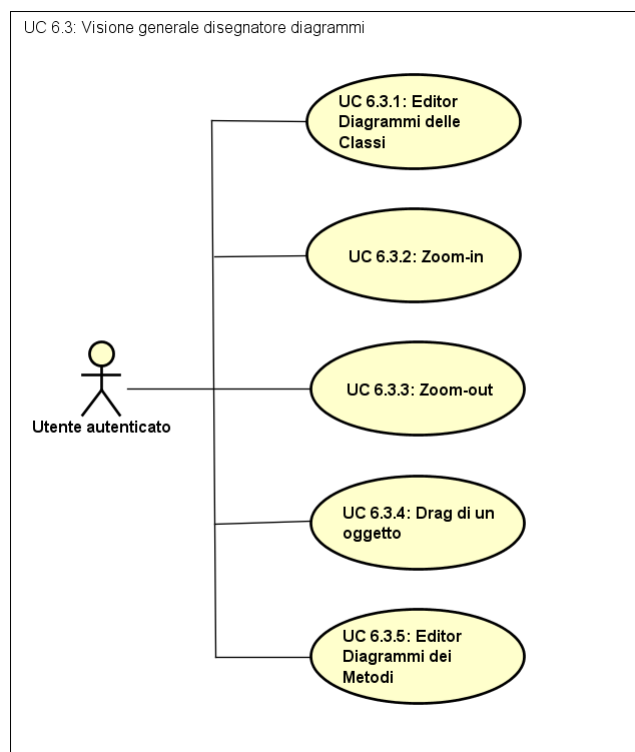 UC 6.3: Visione generale disegnatore diagrammi
UC 6.3.1: Editor
Diagrammi delle
Classi
UC 6.3.2: Zoom-in
UC 6.3.3: Zoom-out
Utente autenticato
UC 6.3.4: Drag di un
oggetto
UC 6.3.5: Editor
Diagrammi dei
Metodi